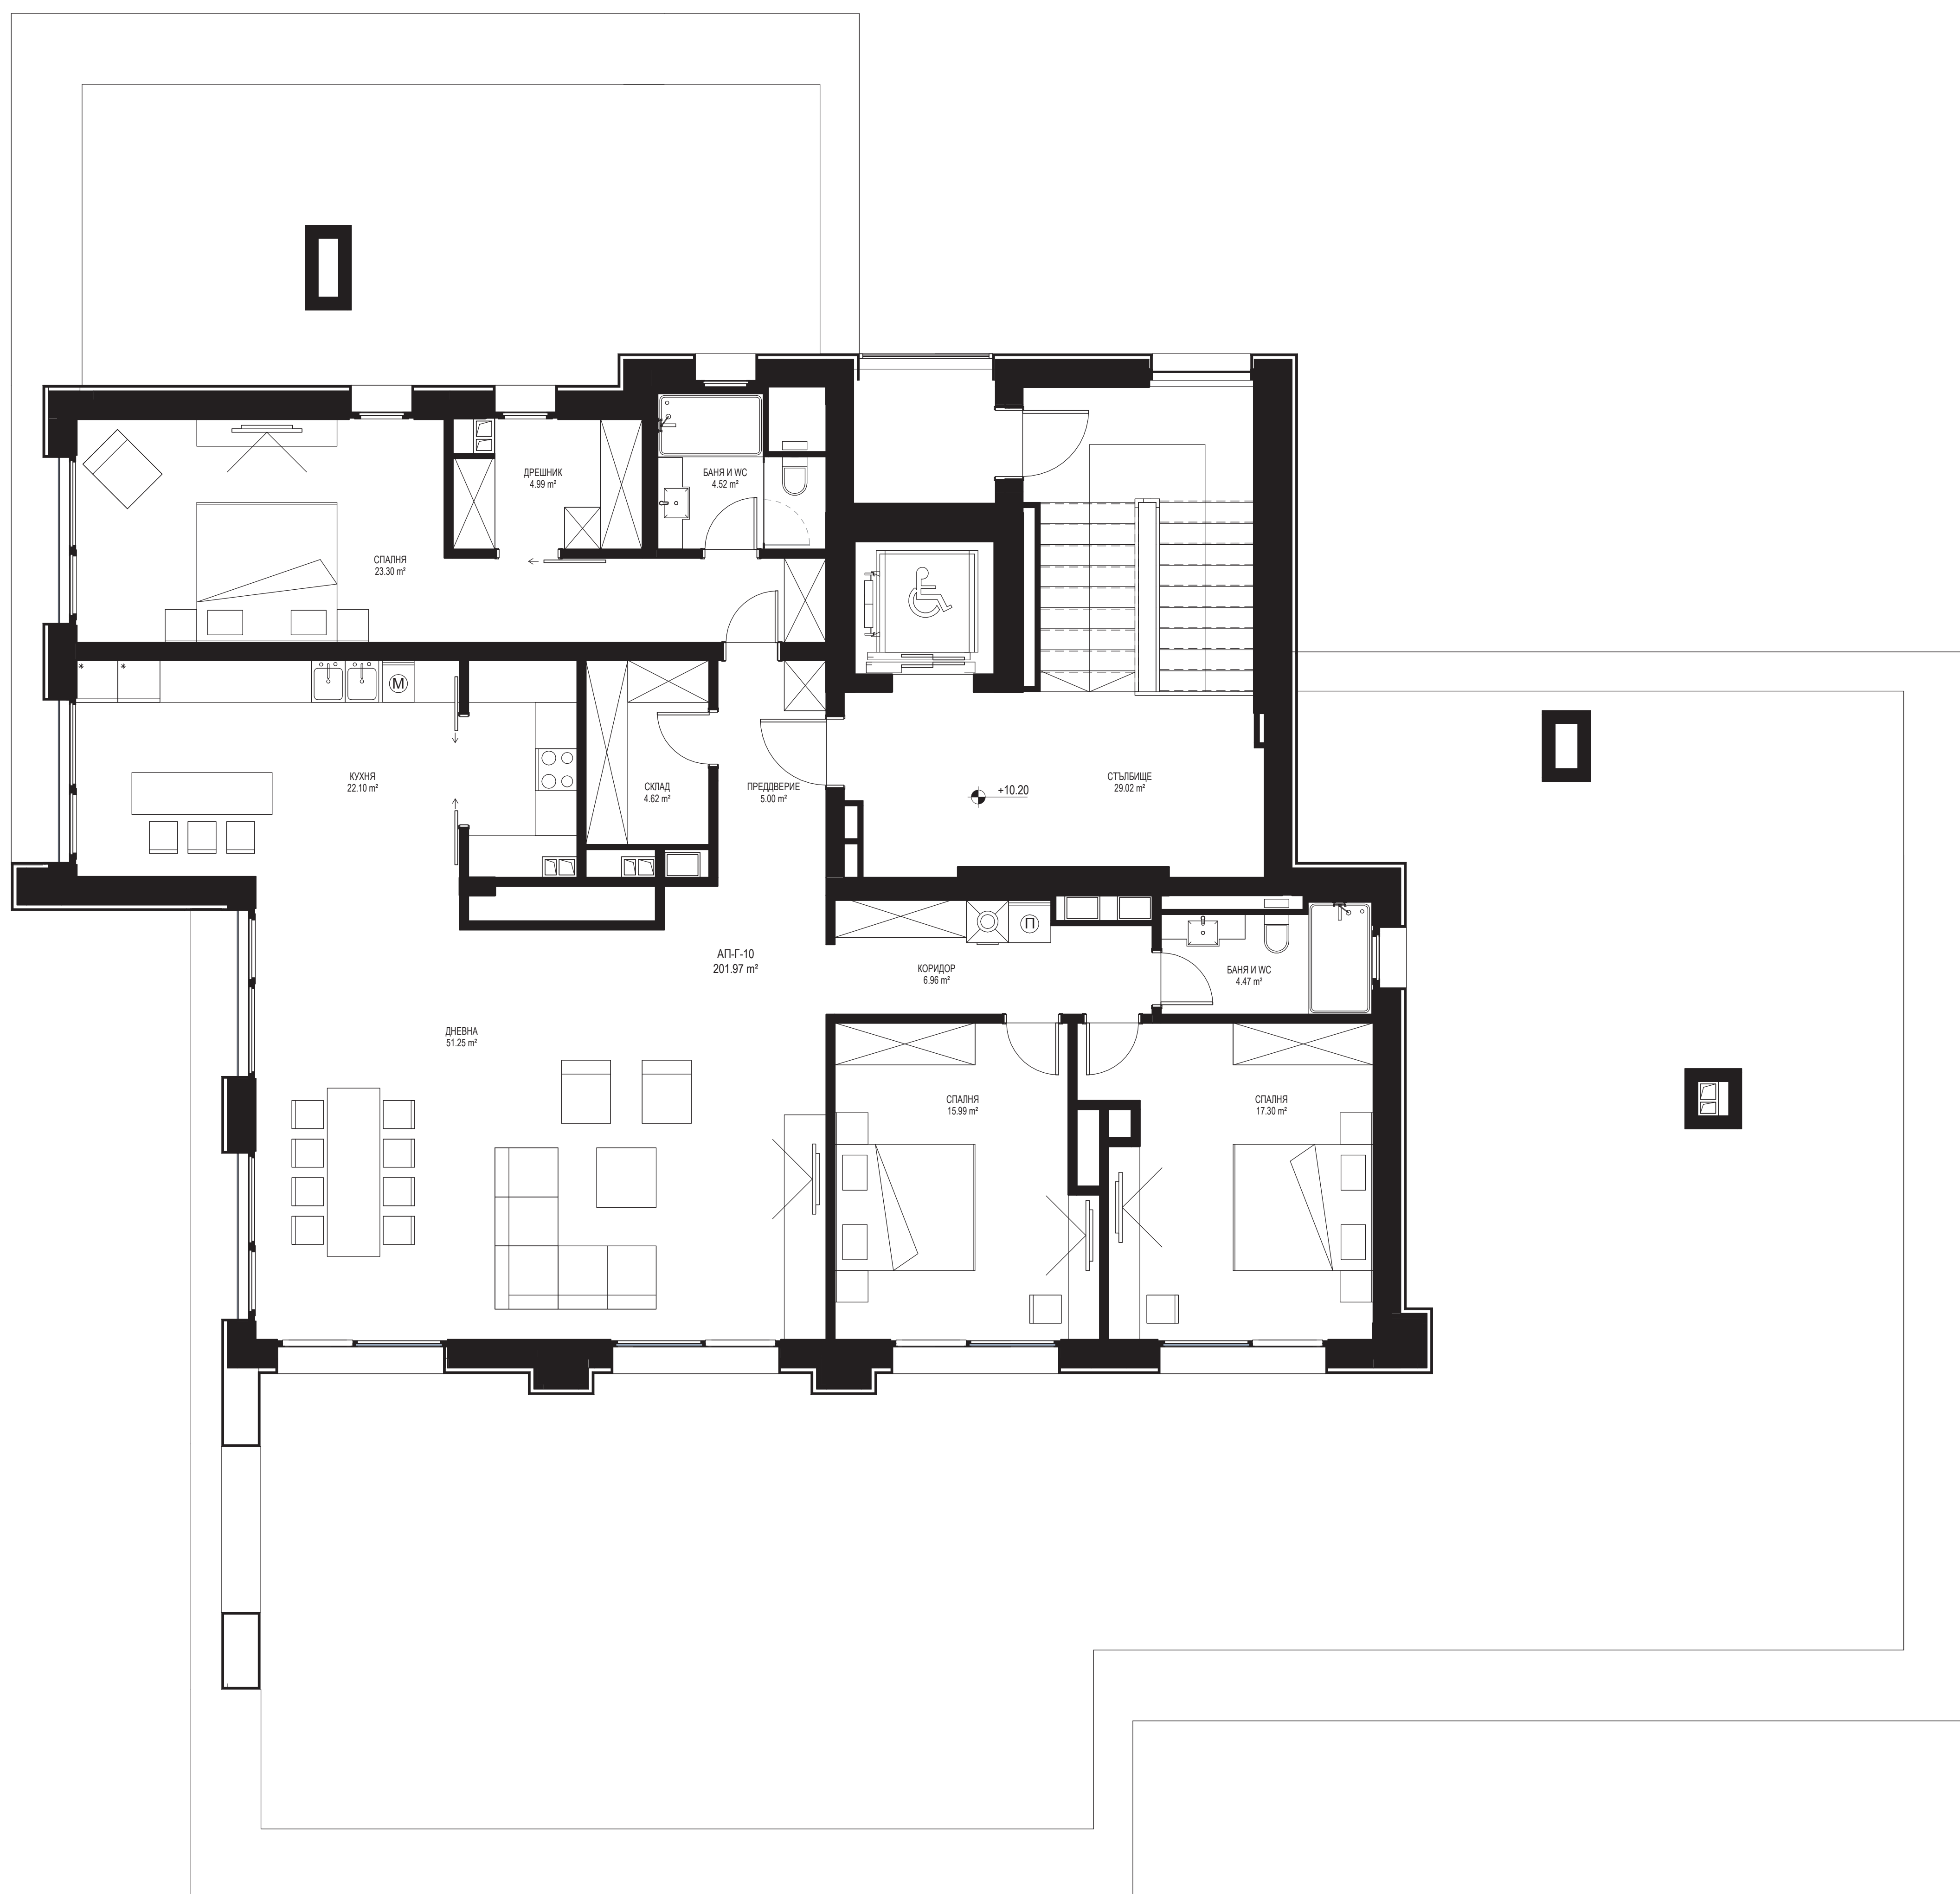 ДРЕШНИК
4.99 m²
БАНЯ И WC
4.52 m²
СПАЛНЯ
23.30 m²
М
КУХНЯ
22.10 m²
СКЛАД
4.62 m²
ПРЕДДВЕРИЕ
5.00 m²
+10.20
СТЪЛБИЩЕ
29.02 m²
П
АП-Г-10
201.97 m²
КОРИДОР
6.96 m²
БАНЯ И WC
4.47 m²
ДНЕВНА
51.25 m²
СПАЛНЯ
15.99 m²
СПАЛНЯ
17.30 m²